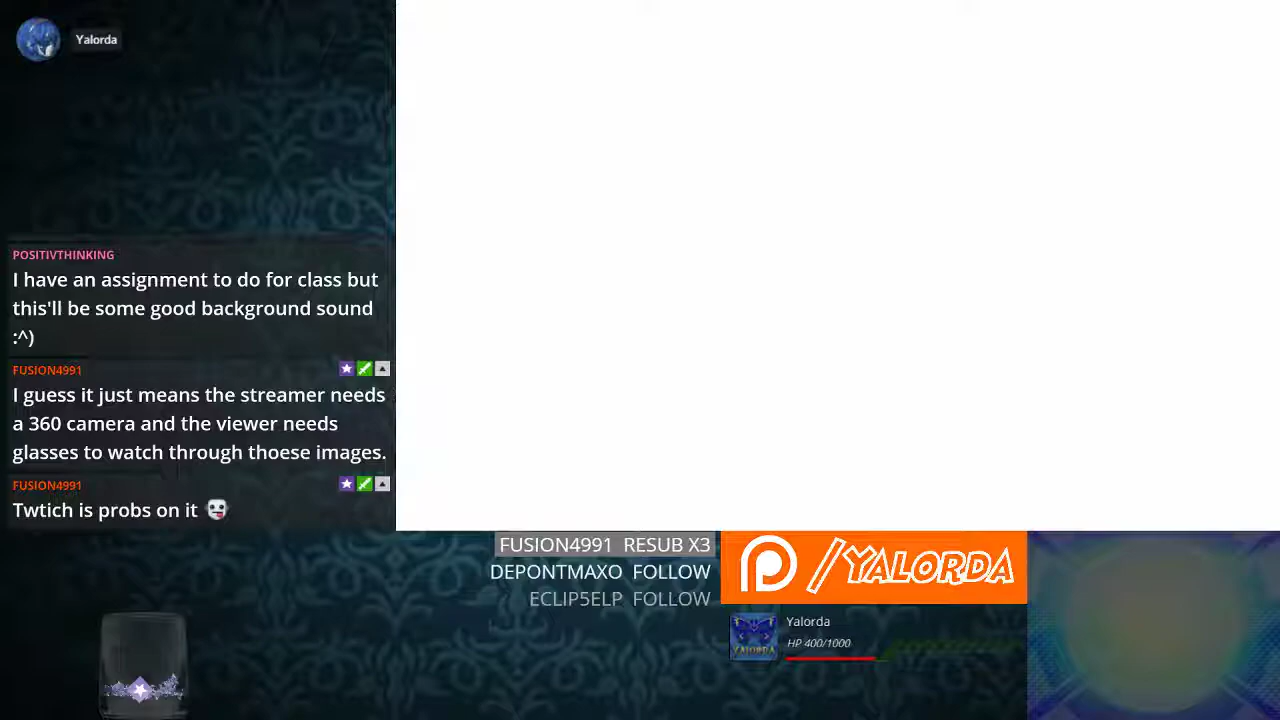 Yalorda
POSITIVTHINKING
I have an assignment to do for class but
this'll be some good background sound
:^)
FUSION4991
I guess it just means the streamer needs
a 360 camera and the viewer needs
glasses to watch through thoese images.
FUSION4991
Twtich is probs on it
FUSION4991 RESUB X3
DEPONTMAXO FOLLOW
ECLIP5ELP FOLLOW
/YALORDA
Yalorda
HP 400/1000
YALORDA